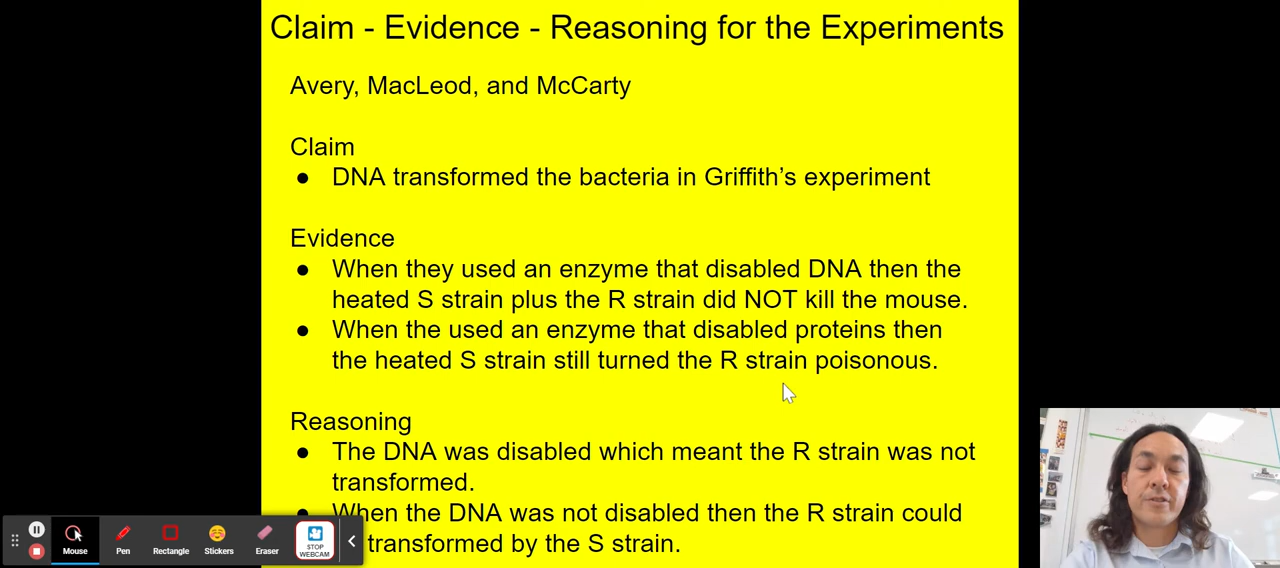 Claim - Evidence - Reasoning for the Experiments
Avery, MacLeod, and McCarty
Claim
● DNA transformed the bacteria in Griffith's experiment
Evidence
● When they used an enzyme that disabled DNA then the
heated S strain plus the R strain did NOT kill the mouse.
● When the used an enzyme that disabled proteins then
the heated S strain still turned the R strain poisonous.
Reasoning
● The DNA was disabled which meant the R strain was not
transformed.
● When the DNA was not disabled then the R strain could
transformed by the S strain.
Mouse
Pen
Rectangle
Stickers
Eraser
STOP
WEBCAM